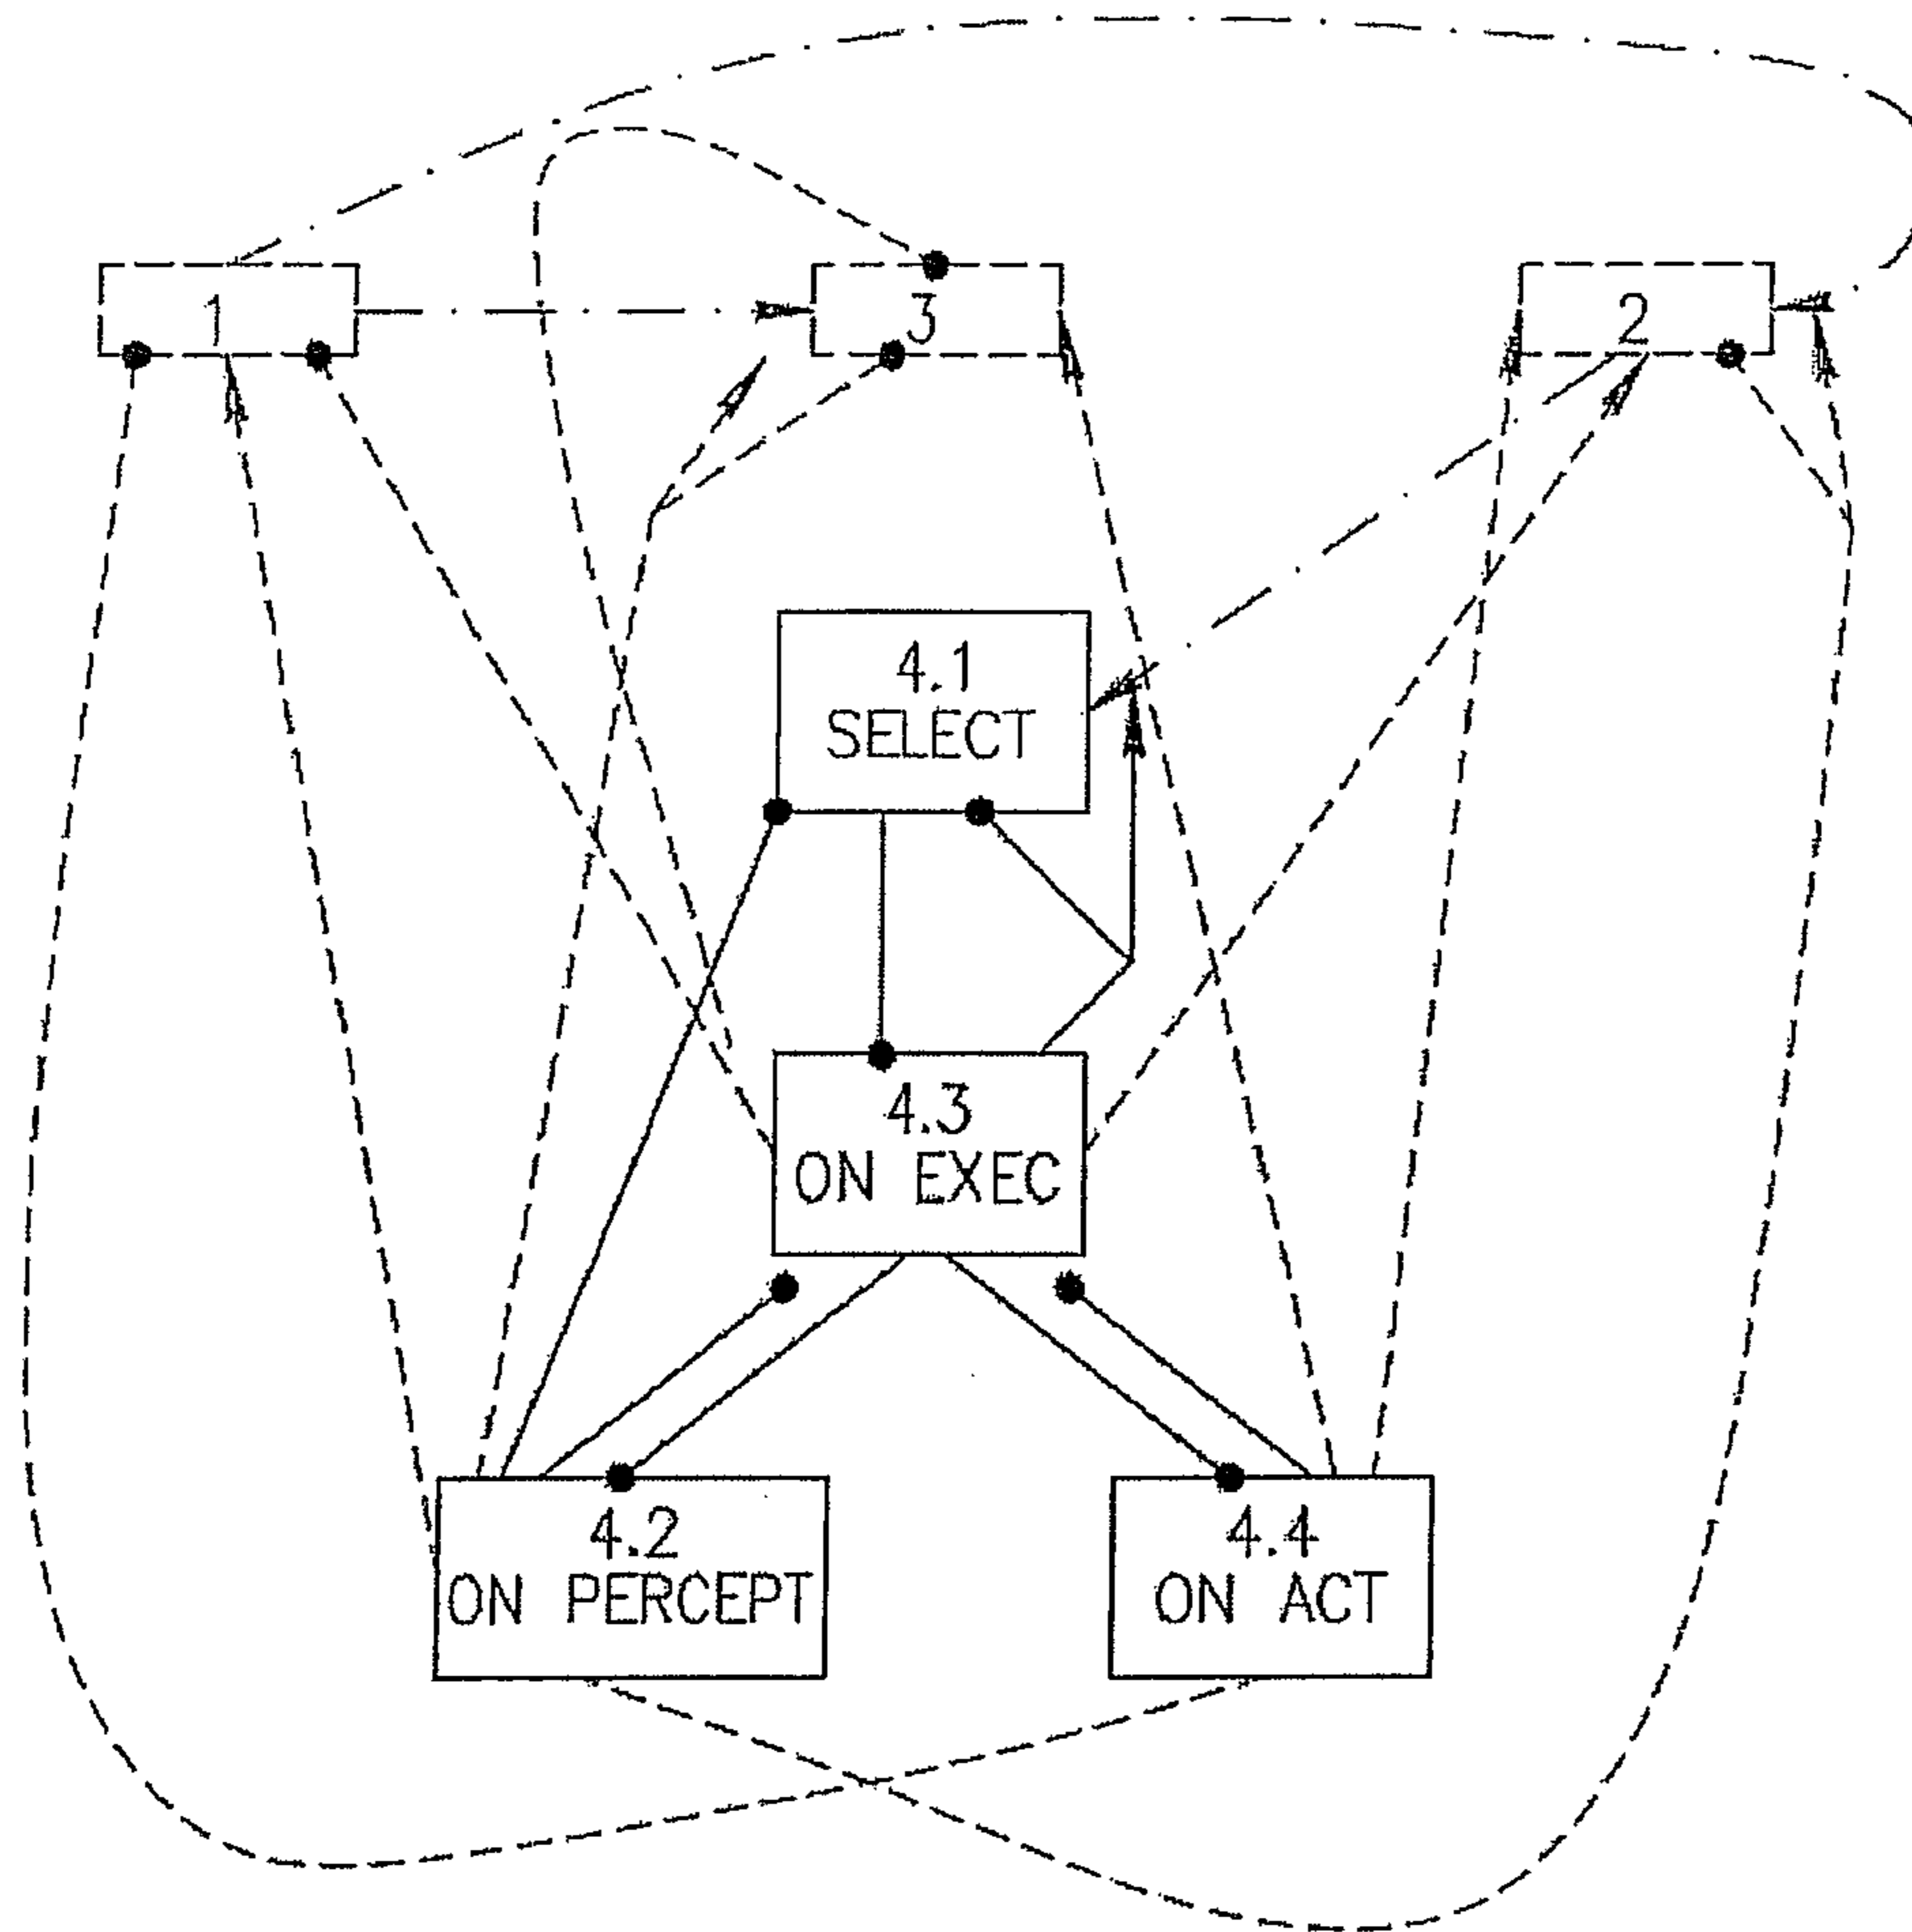 1
3
2
4.1
SELECT
4.3
ON EXEC
4.2
ON PERCEPT
4.4
ON ACT